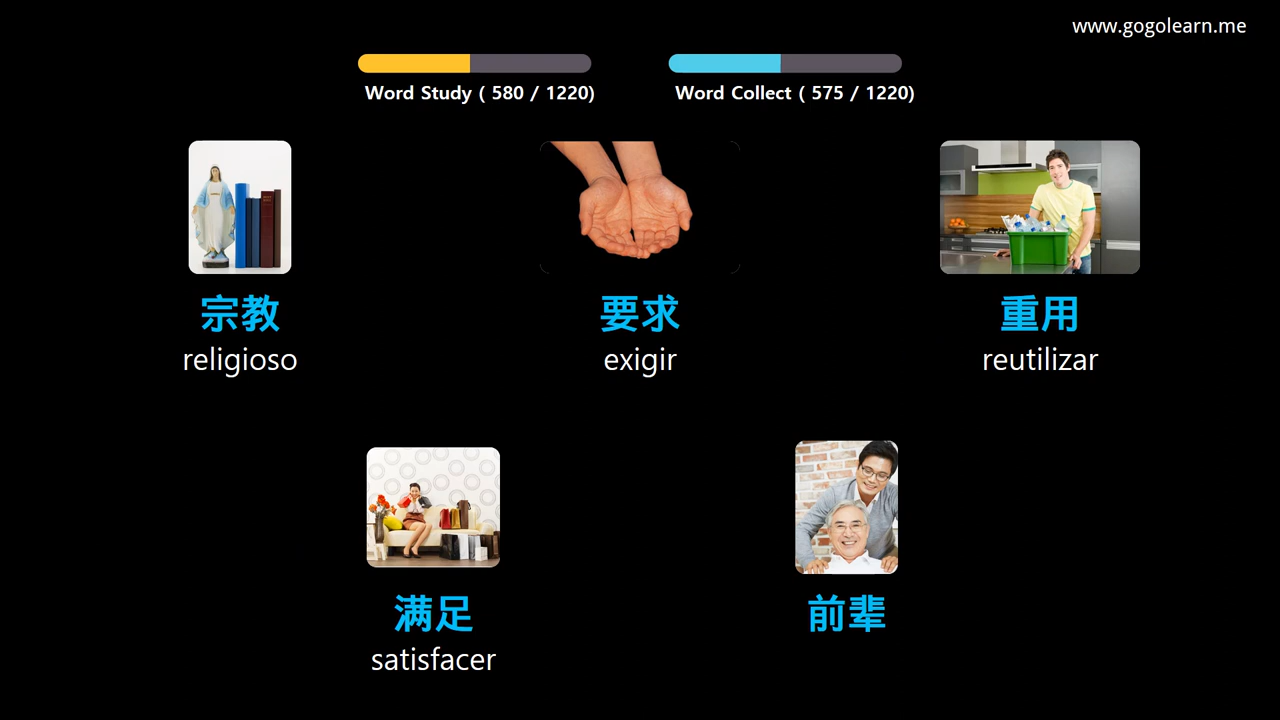 www.gogolearn.me
Word Study ( 580 / 1220)
Word Collect ( 575 / 1220)
宗教
religioso
要求
exigir
重用
reutilizar
满足
satisfacer
前辈